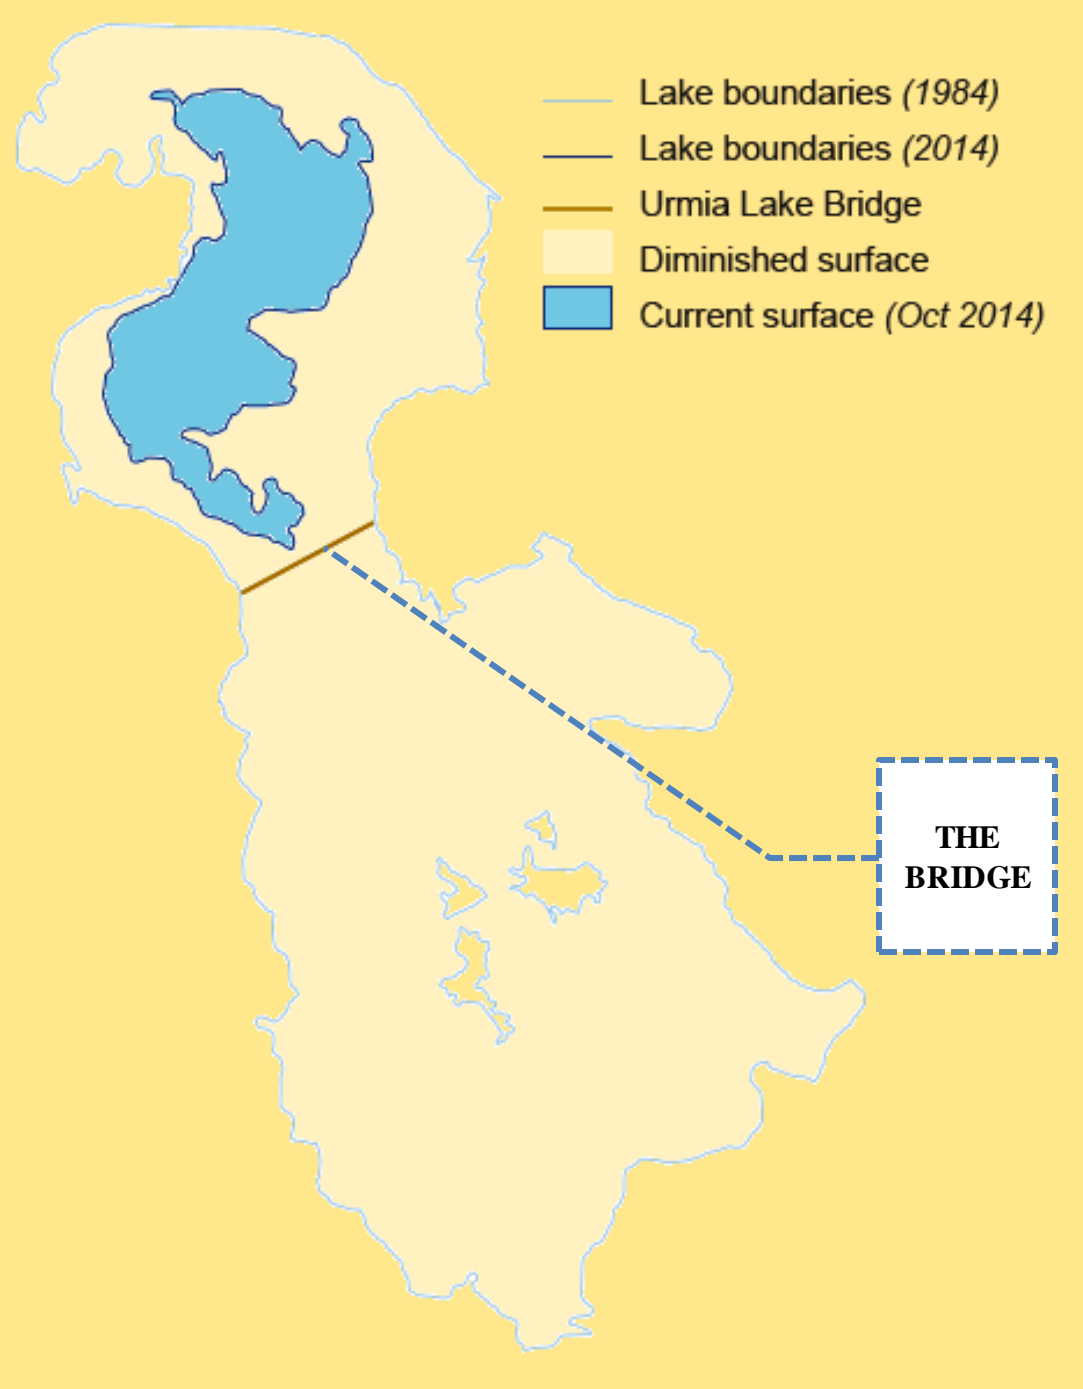 Lake boundaries (1984)
Lake boundaries (2014)
Urmia Lake Bridge
Diminished surface
Current surface (Oct 2014)
THE
BRIDGE